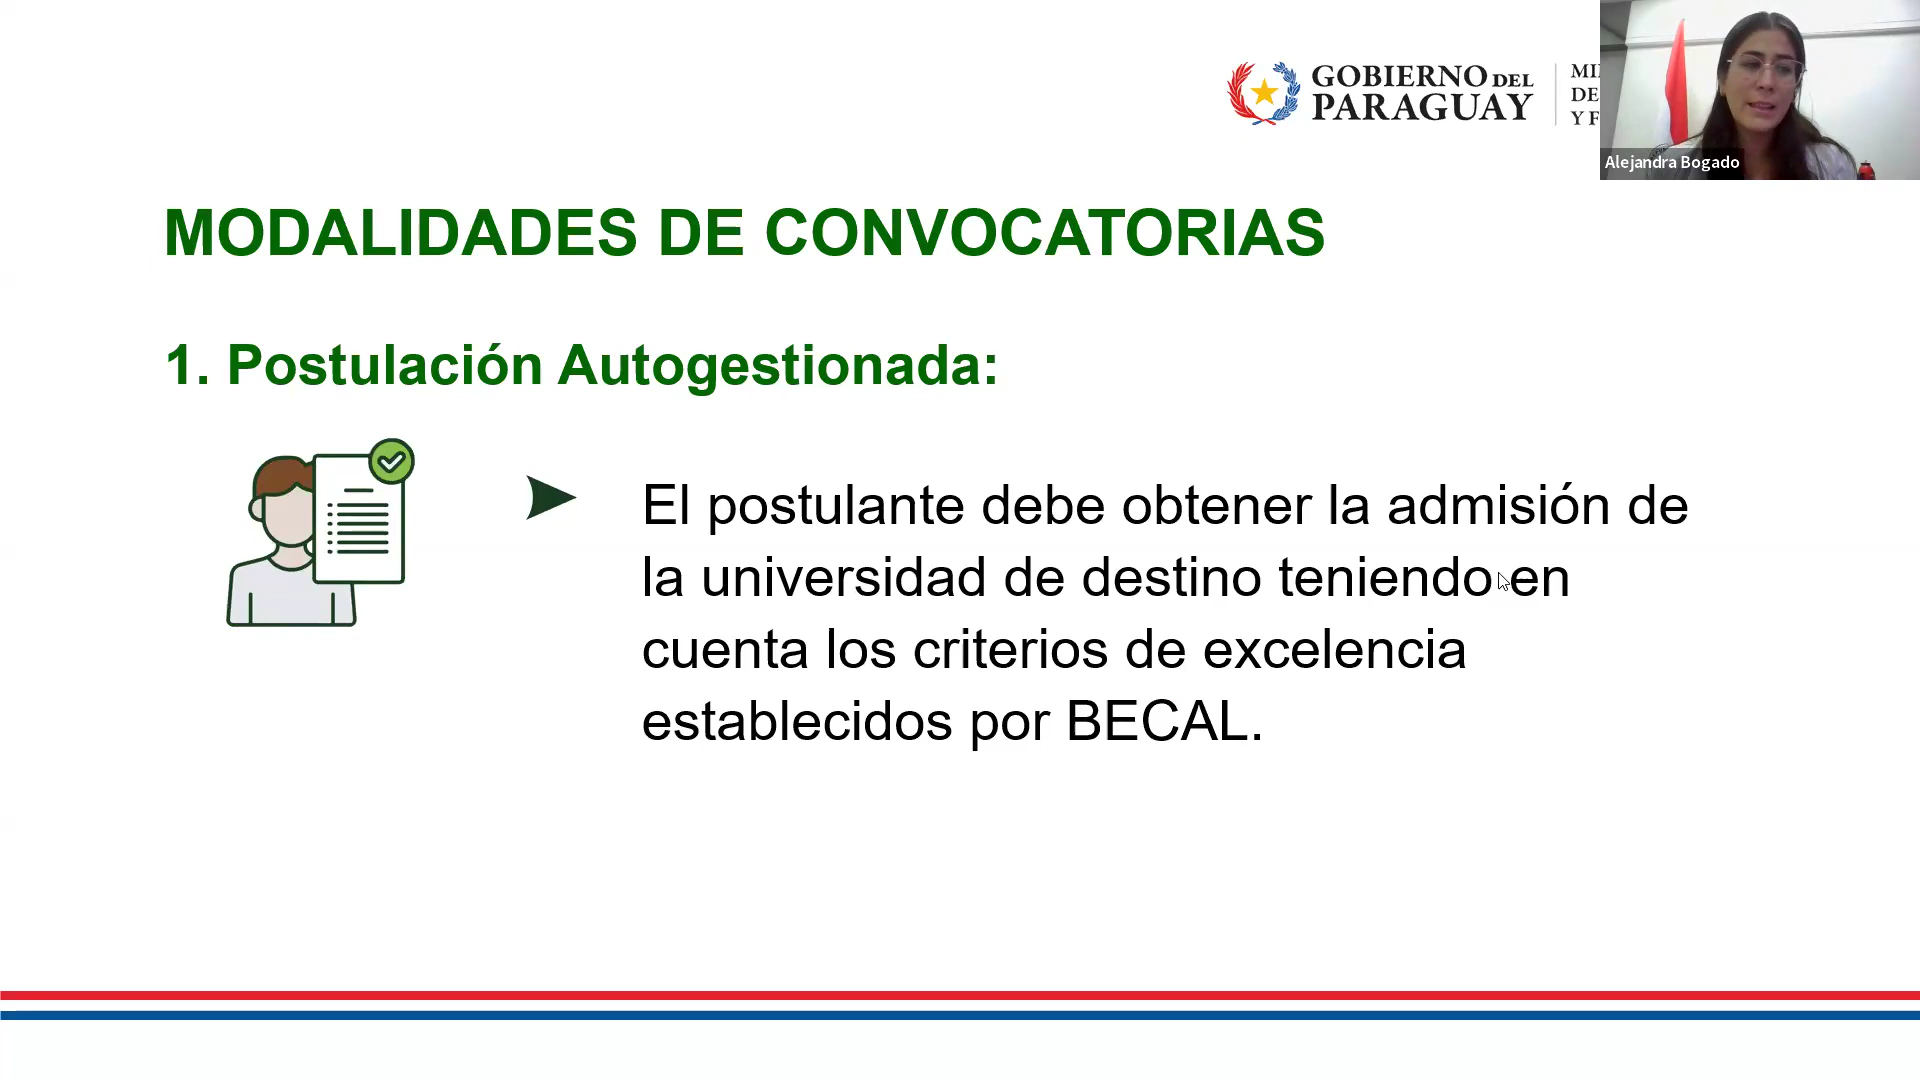 GOBIERNO DEL
PARAGUAY
DE
Alejandra Bogado
MODALIDADES DE CONVOCATORIAS
1. Postulación Autogestionada:
El postulante debe obtener la admisión de
la universidad de destino teniendo en
cuenta los criterios de excelencia
establecidos por BECAL.